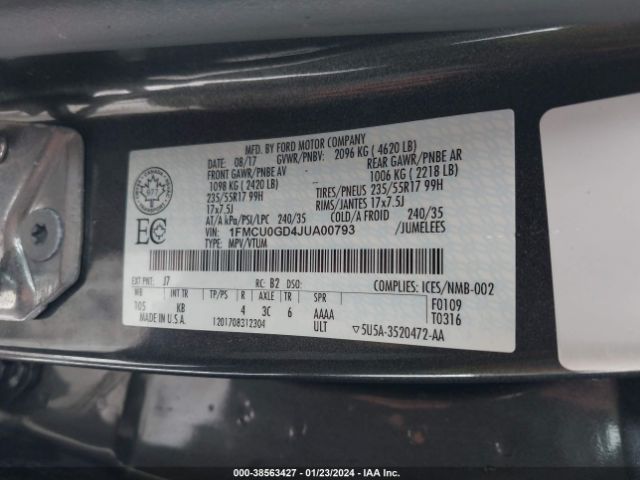 MFD. BY FORD MOTOR COMPANY
DATE: 08/17 GVWR/PNBV: 2096 KG ( 4620 LB)
FRONT GAWR/PNBE AV REAR GAWR/PNBE AR
1098 KG ( 2420 LB) 1006 KG ( 2218 LB)
235/55R17 99H TIRES/PNEUS 235/55R17 99H
17x7.5J RIMS/JANTES 17x7.5J
AT/A kPa/PSI/LPC 240/35 COLD/A FROID 240/35
VIN: 1FMCU0GD4JUA00793 /JUMELEES
TYPE: MPV/VTUM
EC
EXT PNT: J7 RC: B2 DSO: COMPLIES: ICES/NMB-002
WB INT TR TP/PS R AXLE TR SPR F0109
105 KB 4 3C 6 AAAA T0316
MADE IN U.S.A. 1201708312304 ULT ▽5U5A-3520472-AA
000-38563427 - 01/23/2024 - IAA Inc.